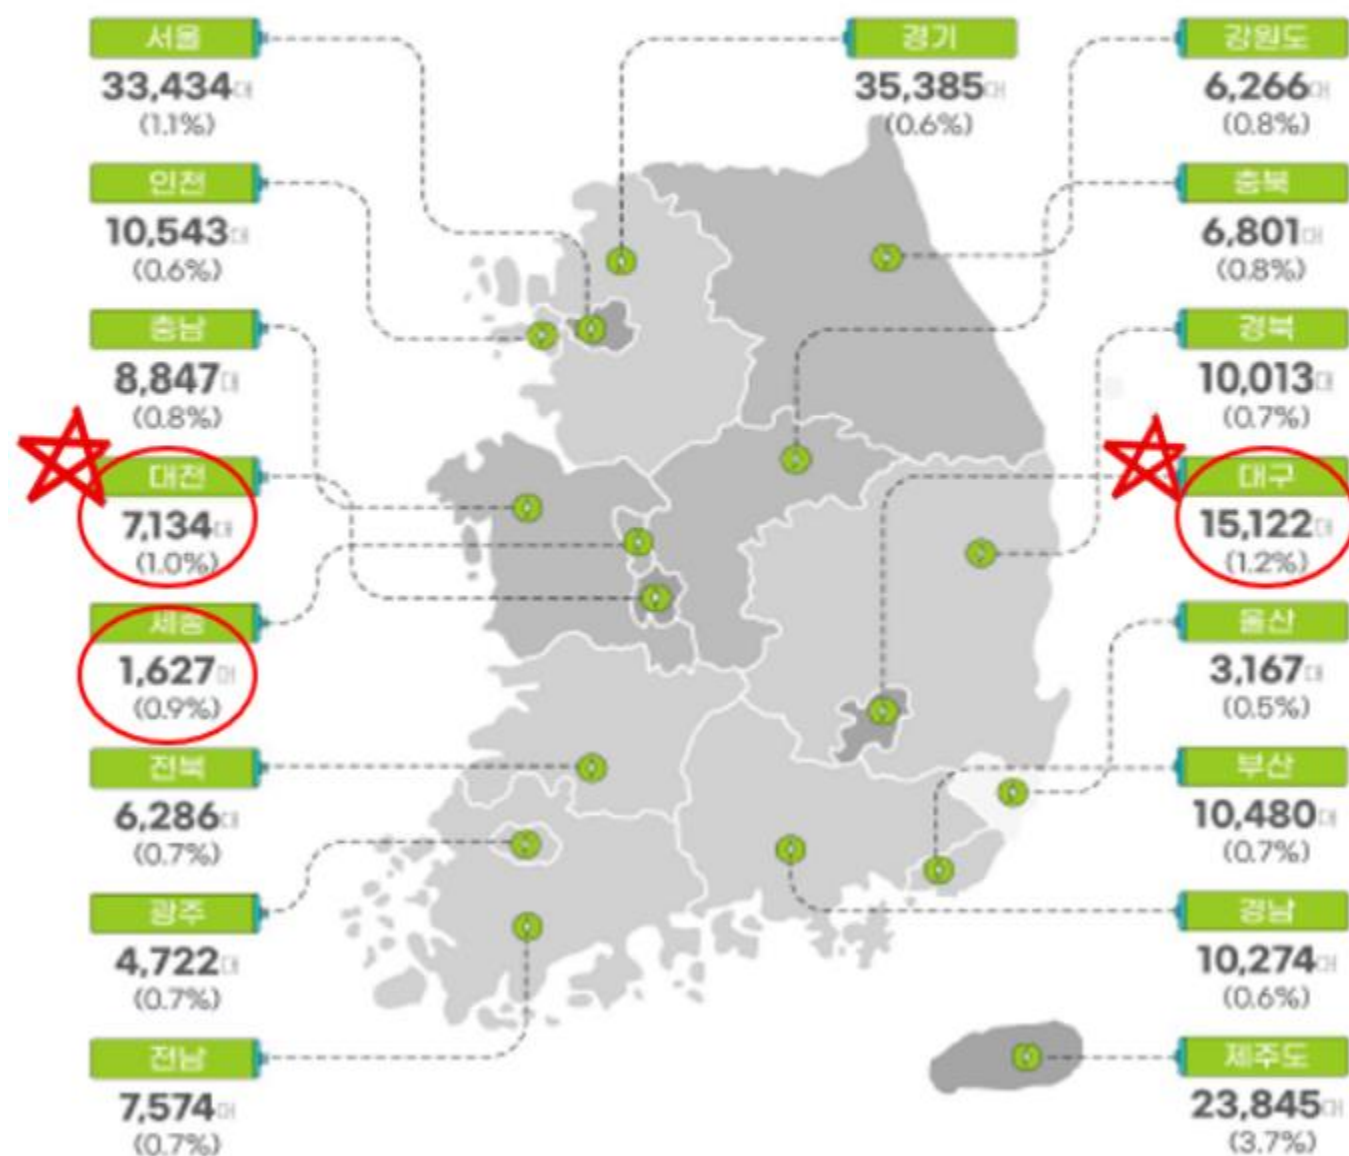 서울
33,434대
(1.1%)
인천
10,543대
(0.6%)
충남
8,847대
(0.8%)
대전
7,134대
(1.0%)
세종
1,627대
(0.9%)
전북
6,286대
(0.7%)
광주
4,722대
(0.7%)
전남
7,574대
(0.7%)
경기
35,385대
(0.6%)
강원도
6,266대
(0.8%)
충북
6,801대
(0.8%)
경북
10,013대
(0.7%)
대구
15,122대
(1.2%)
울산
3,167대
(0.5%)
부산
10,480대
(0.7%)
경남
10,274대
(0.6%)
제주도
23,845대
(3.7%)